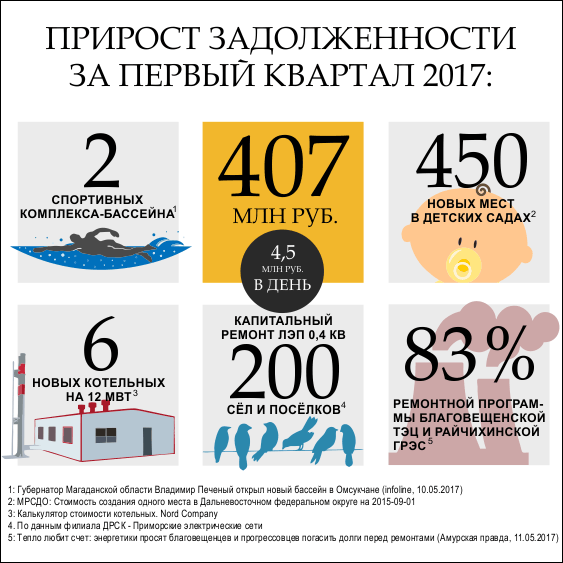 ПРИРОСТ ЗАДОЛЖЕННОСТИ
ЗА ПЕРВЫЙ КВАРТАЛ 2017:
2
СПОРТИВНЫХ
КОМПЛЕКСА-БАССЕЙНА1
407
МЛН РУБ.
4,5
МЛН РУБ.
В ДЕНЬ
450
НОВЫХ МЕСТ
В ДЕТСКИХ САДАХ2
6
НОВЫХ КОТЕЛЬНЫХ
НА 12 МВТ3
КАПИТАЛЬНЫЙ
РЕМОНТ ЛЭП 0,4 КВ
200
СЁЛ И ПОСЁЛКОВ4
83%
РЕМОНТНОЙ ПРОГРАМ-
МЫ БЛАГОВЕЩЕНСКОЙ
ТЭЦ И РАЙЧИХИНСКОЙ
ГРЭС5
1: Губернатор Магаданской области Владимир Печеный открыл новый бассейн в Омсукчане (infoline, 10.05.2017)
2: МРСДО: Стоимость создания одного места в Дальневосточном федеральном округе на 2015-09-01
3: Калькулятор стоимости котельных. Nord Company
4. По данным филиала ДРСК - Приморские электрические сети
5: Тепло любит счет: энергетики просят благовещенцев и прогрессовцев погасить долги перед ремонтами (Амурская правда, 11.05.2017)